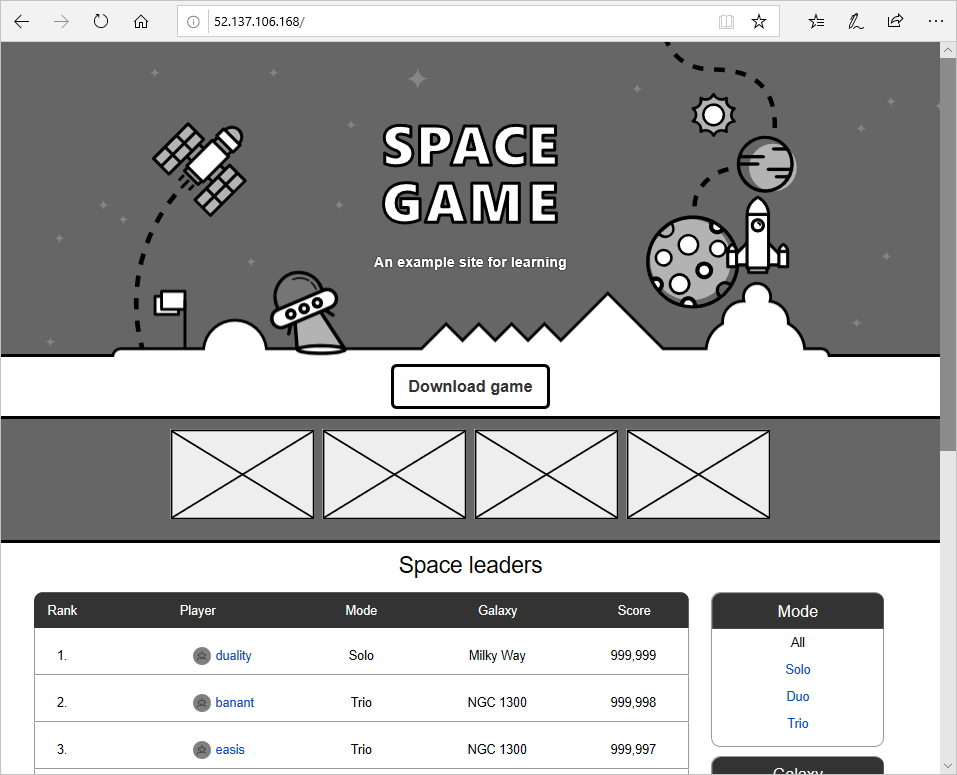 52.137.106.168/
SPACE
GAME
An example site for learning
Download game
Space leaders
Rank Player Mode Galaxy Score
1. duality Solo Milky Way 999,999
2. banant Trio NGC 1300 999,998
3. easis Trio NGC 1300 999,997
Mode
All
Solo
Duo
Trio
Galaxy